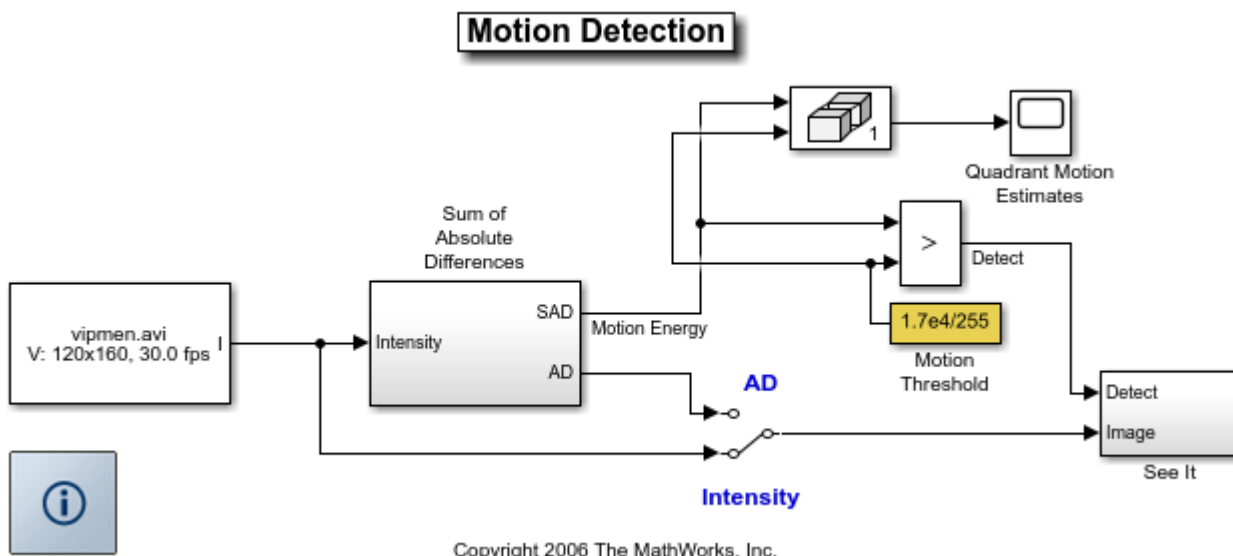 Motion Detection
1
Quadrant Motion
Estimates
Sum of
Absolute
Differences
>
Detect
vipmen.avi
V: 120x160, 30.0 fps
I
Intensity
SAD
AD
Motion Energy
1.7e4/255
Motion
Threshold
AD
Detect
Image
See It
Intensity
i
Copyright 2006 The MathWorks, Inc.